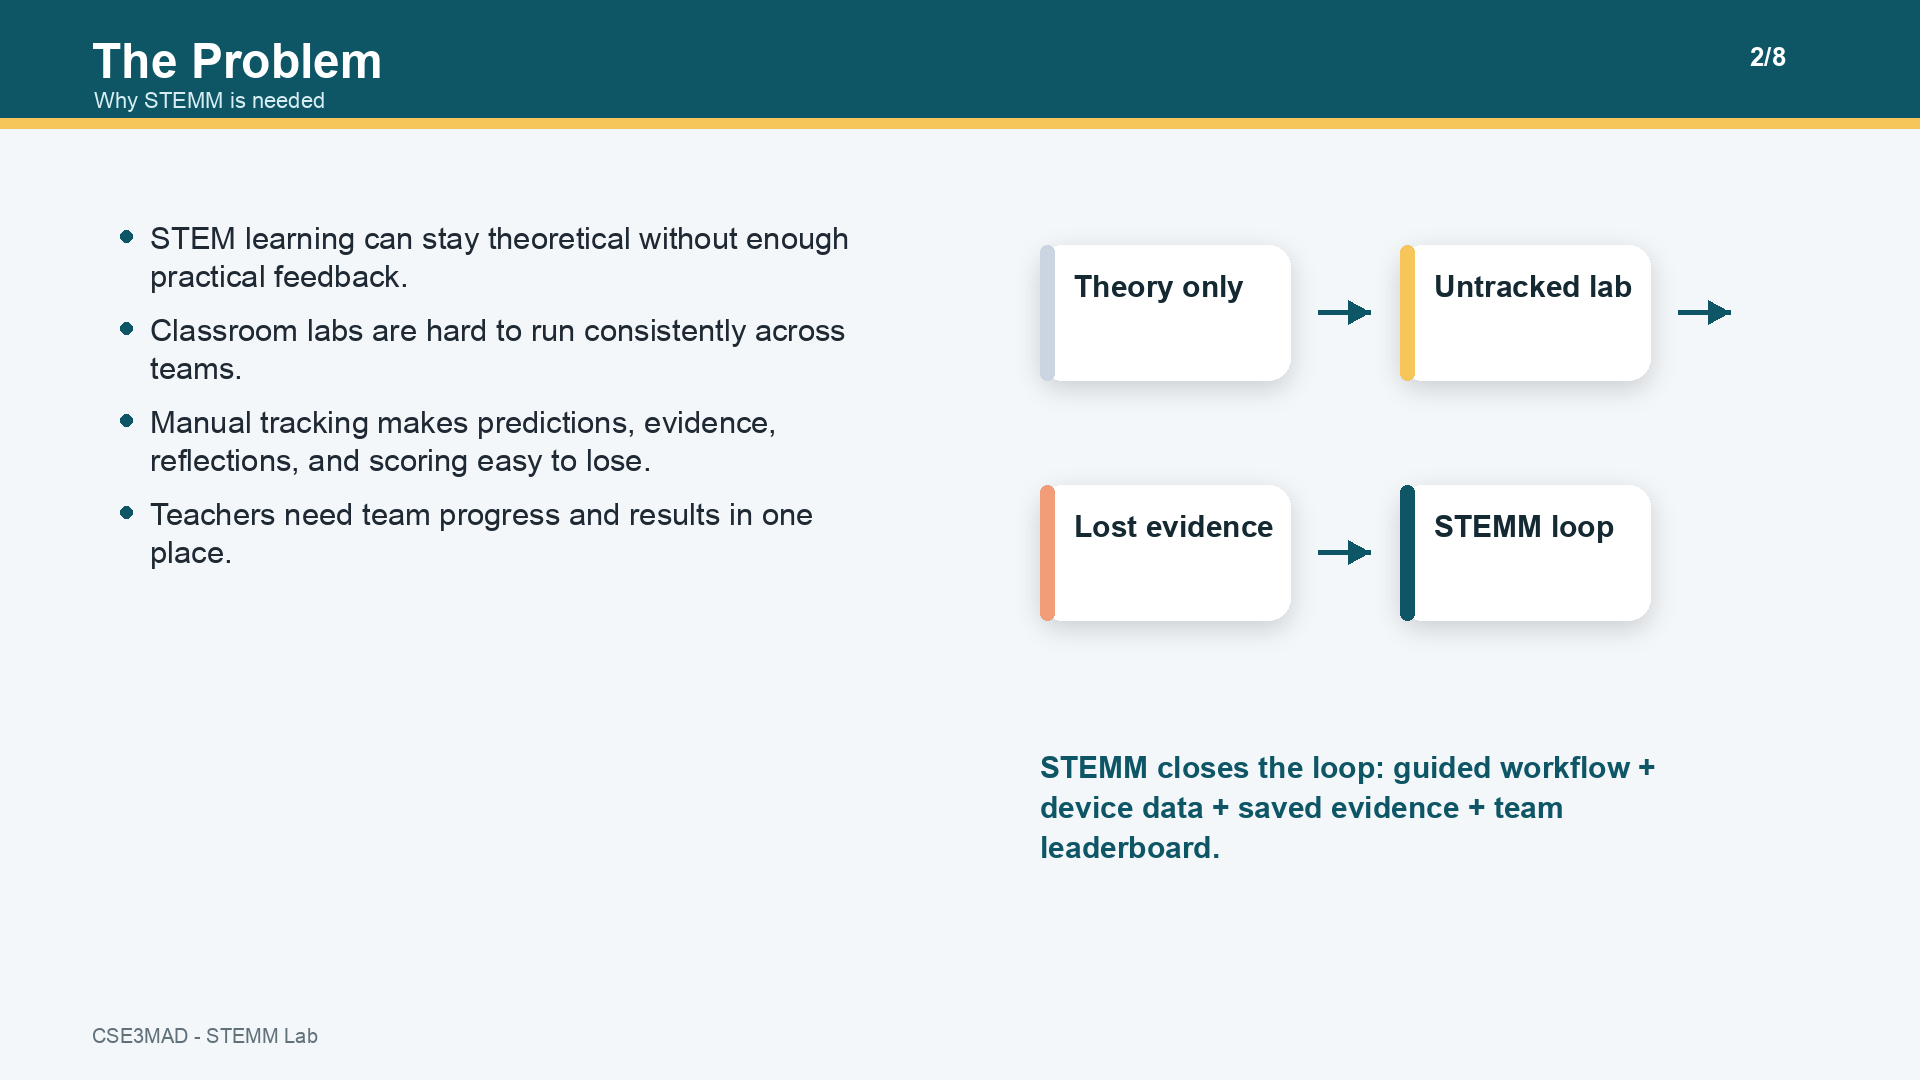 The Problem
Why STEMM is needed
2/8
STEM learning can stay theoretical without enough
practical feedback.
Classroom labs are hard to run consistently across
teams.
Manual tracking makes predictions, evidence,
reflections, and scoring easy to lose.
Teachers need team progress and results in one
place.
Theory only
Untracked lab
Lost evidence
STEMM loop
STEMM closes the loop: guided workflow +
device data + saved evidence + team
leaderboard.
CSE3MAD - STEMM Lab